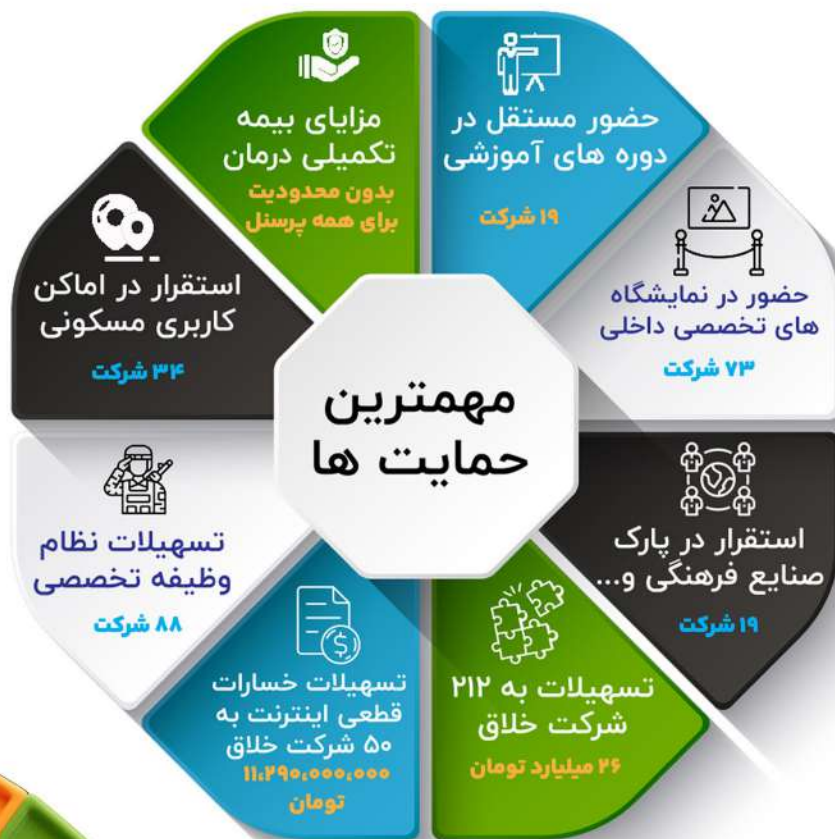 مهمترین
حمایت ها
حضور مستقل در
دوره های آموزشی
۱۹ شرکت
حضور در نمایشگاه
های تخصصی داخلی
۷۳ شرکت
استقرار در پارک
صنایع فرهنگی و...
۱۹ شرکت
تسهیلات به ۲۱۲
شرکت خلاق
۲۶ میلیارد تومان
تسهیلات خسارات
قطعی اینترنت به
۵۰ شرکت خلاق
۱۱،۲۹۰،۰۰۰،۰۰۰
تومان
تسهیلات نظام
وظیفه تخصصی
۸۸ شرکت
استقرار در اماکن
کاربری مسکونی
۳۴ شرکت
مزایای بیمه
تکمیلی درمان
بدون محدودیت
برای همه پرسنل